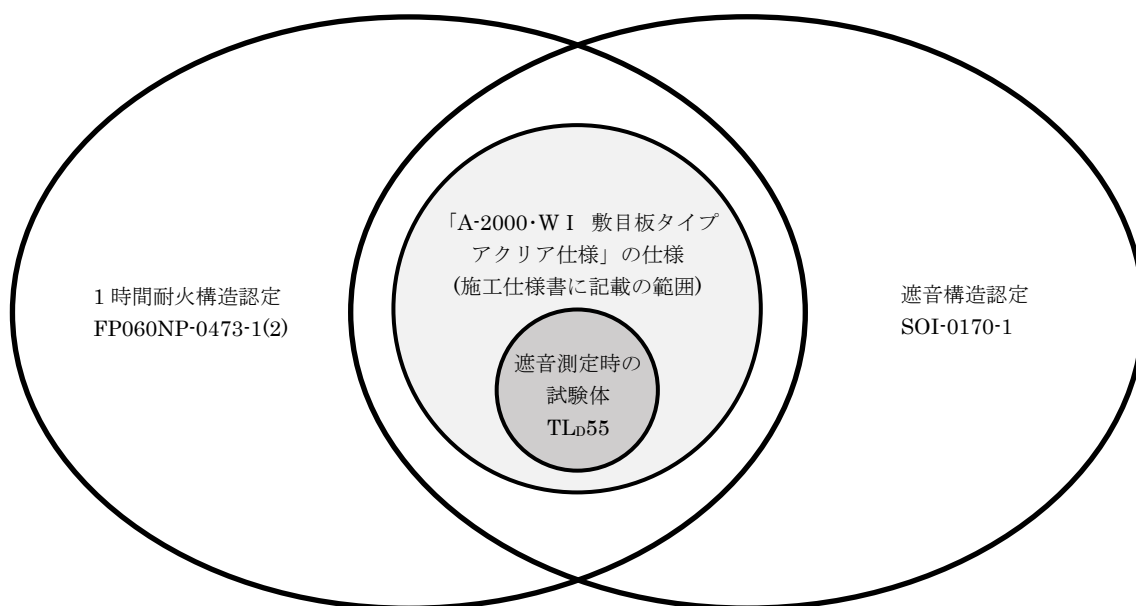 「A-2000･WⅠ 敷目板タイプ
アクリア仕様」の仕様
(施工仕様書に記載の範囲)
1 時間耐火構造認定
FP060NP-0473-1(2)
遮音構造認定
SOI-0170-1
遮音測定時の
試験体
TLD55